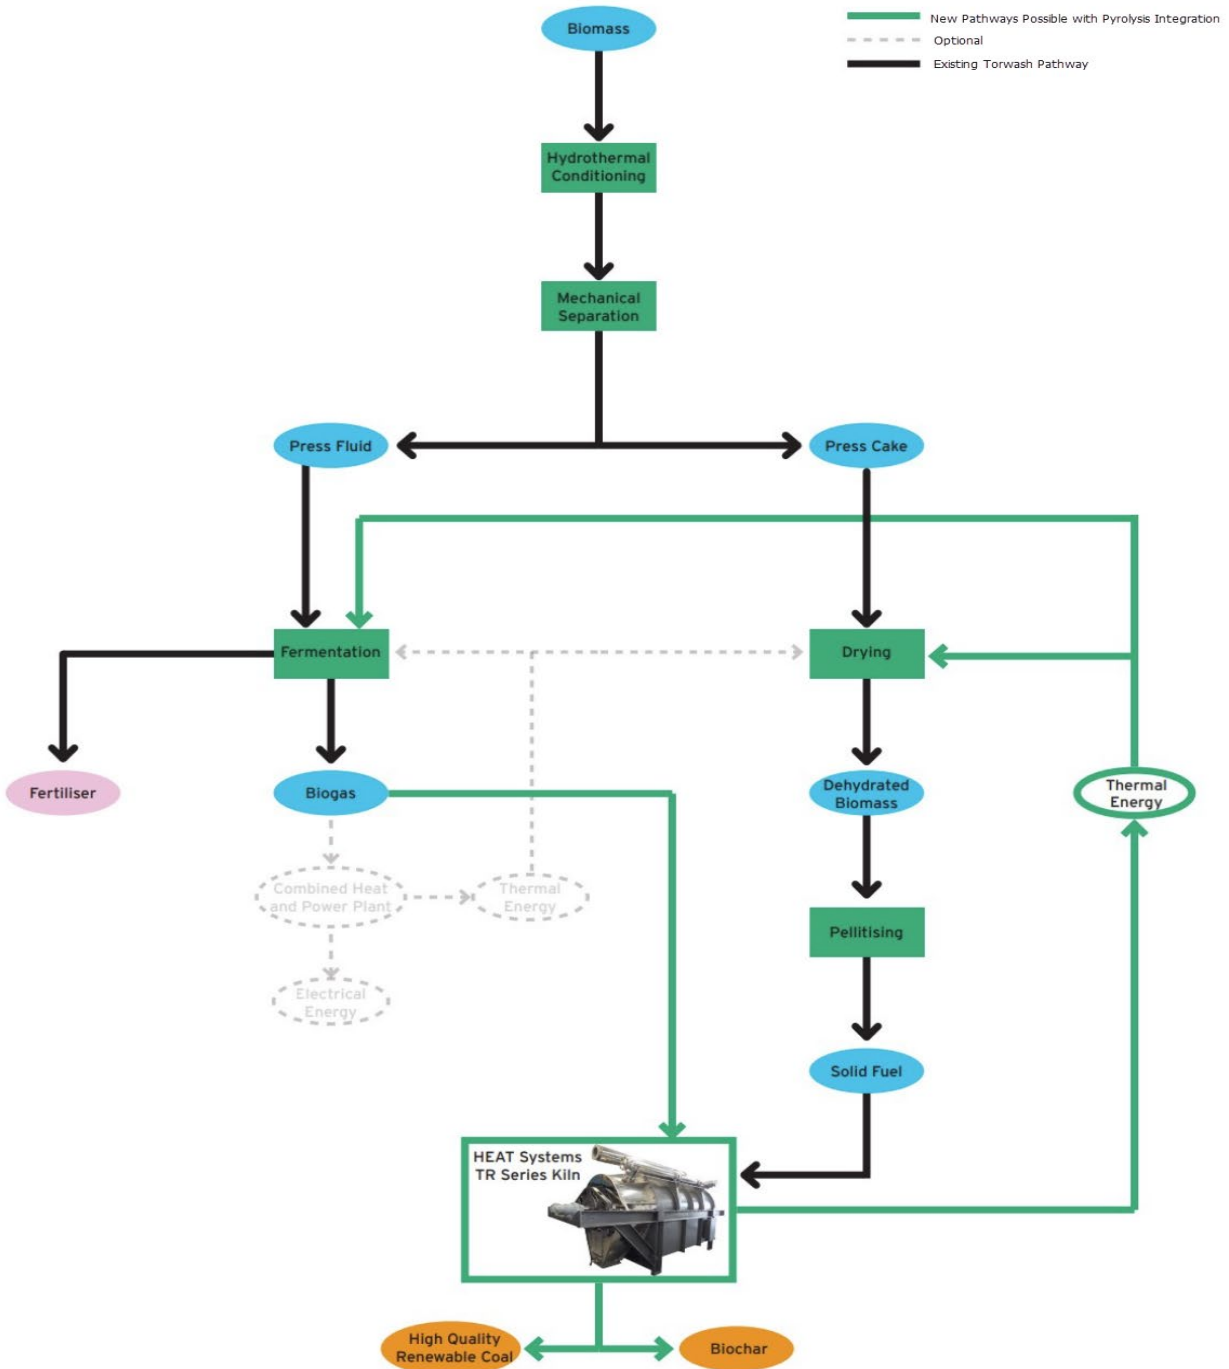 New Pathways Possible with Pyrolysis Integration
Optional
Existing Torwash Pathway
Biomass
Hydrothermal
Conditioning
Mechanical
Separation
Press Fluid
Press Cake
Fermentation
Drying
Fertiliser
Biogas
Dehydrated
Biomass
Thermal
Energy
Combined Heat
and Power Plant
Thermal
Energy
Pellitising
Electrical
Energy
Solid Fuel
HEAT Systems
TR Series Kiln
High Quality
Renewable Coal
Biochar